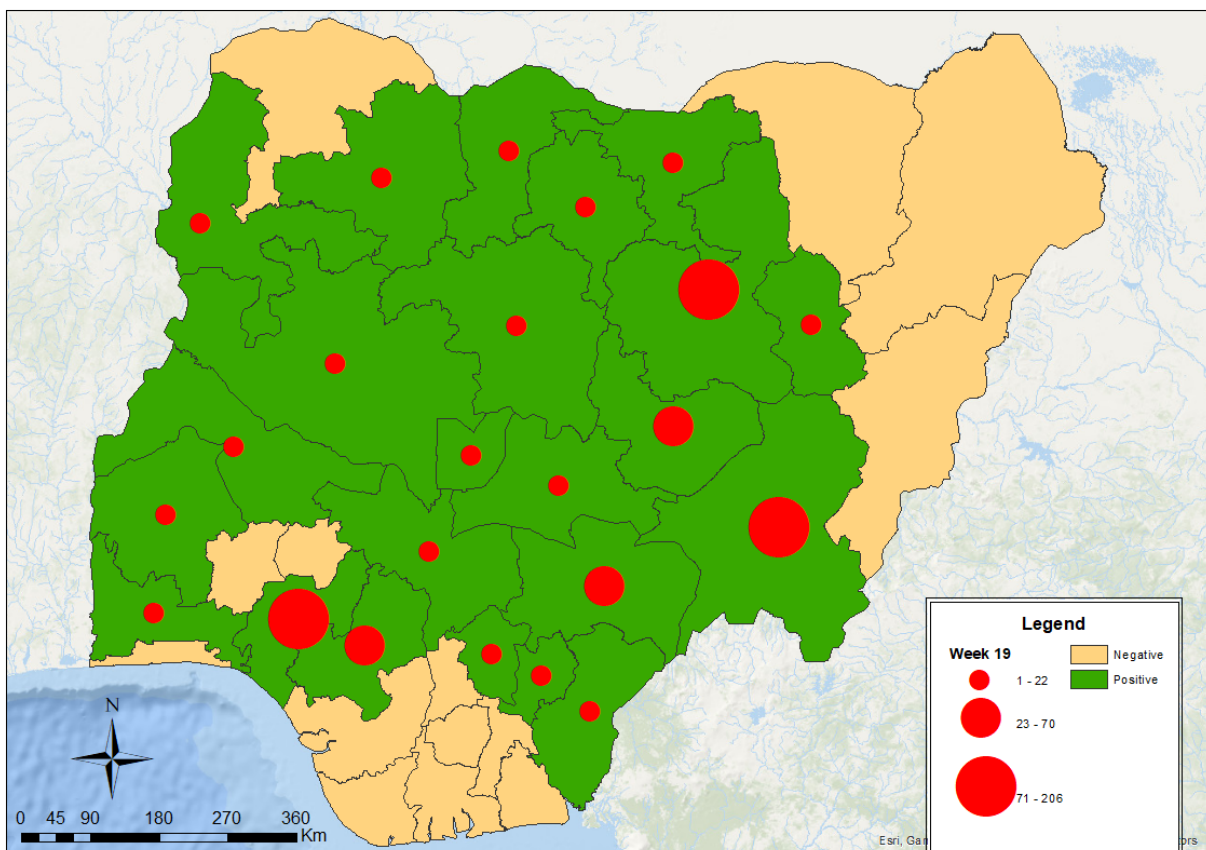 N
0 45 90 180 270 360
Km
Legend
Week 19
1 - 22
23 - 70
71 - 206
Negative
Positive
Esri, Gar
tors